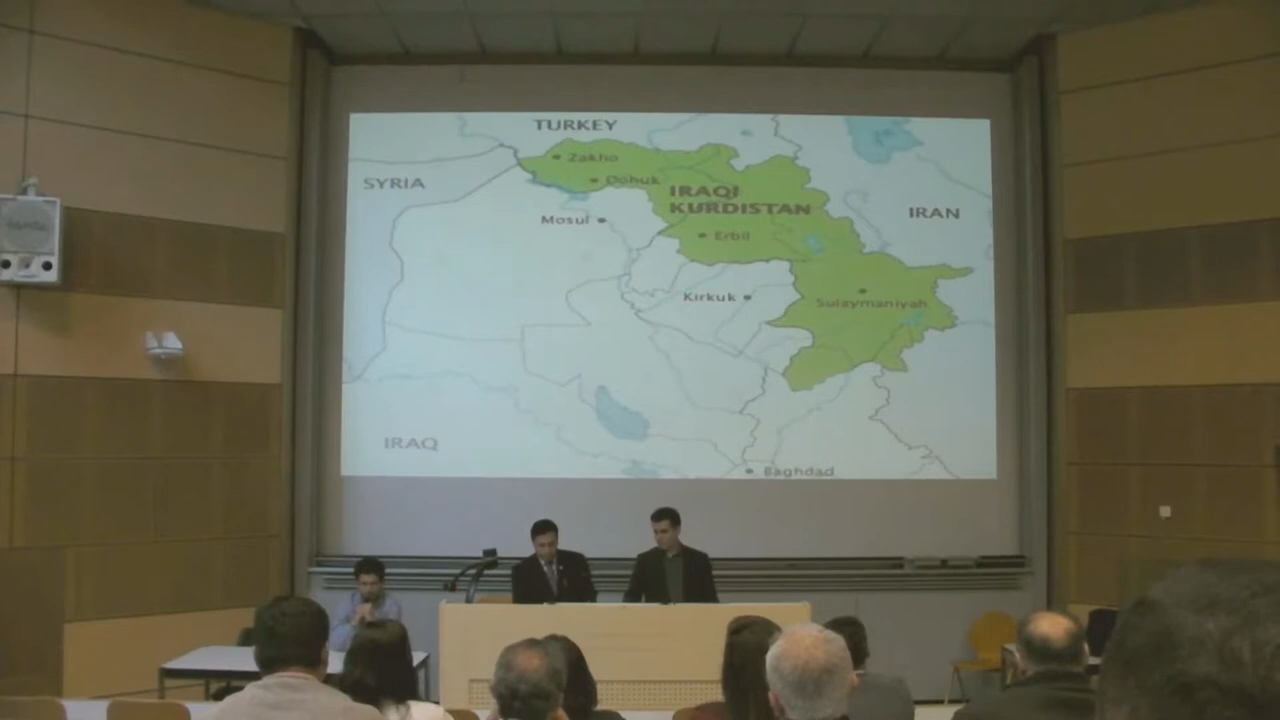 TURKEY
Zakho
SYRIA
Dohuk
IRAQI
KURDISTAN
IRAN
Mosul
Erbil
Kirkuk
Sulaymaniyah
IRAQ
Baghdad